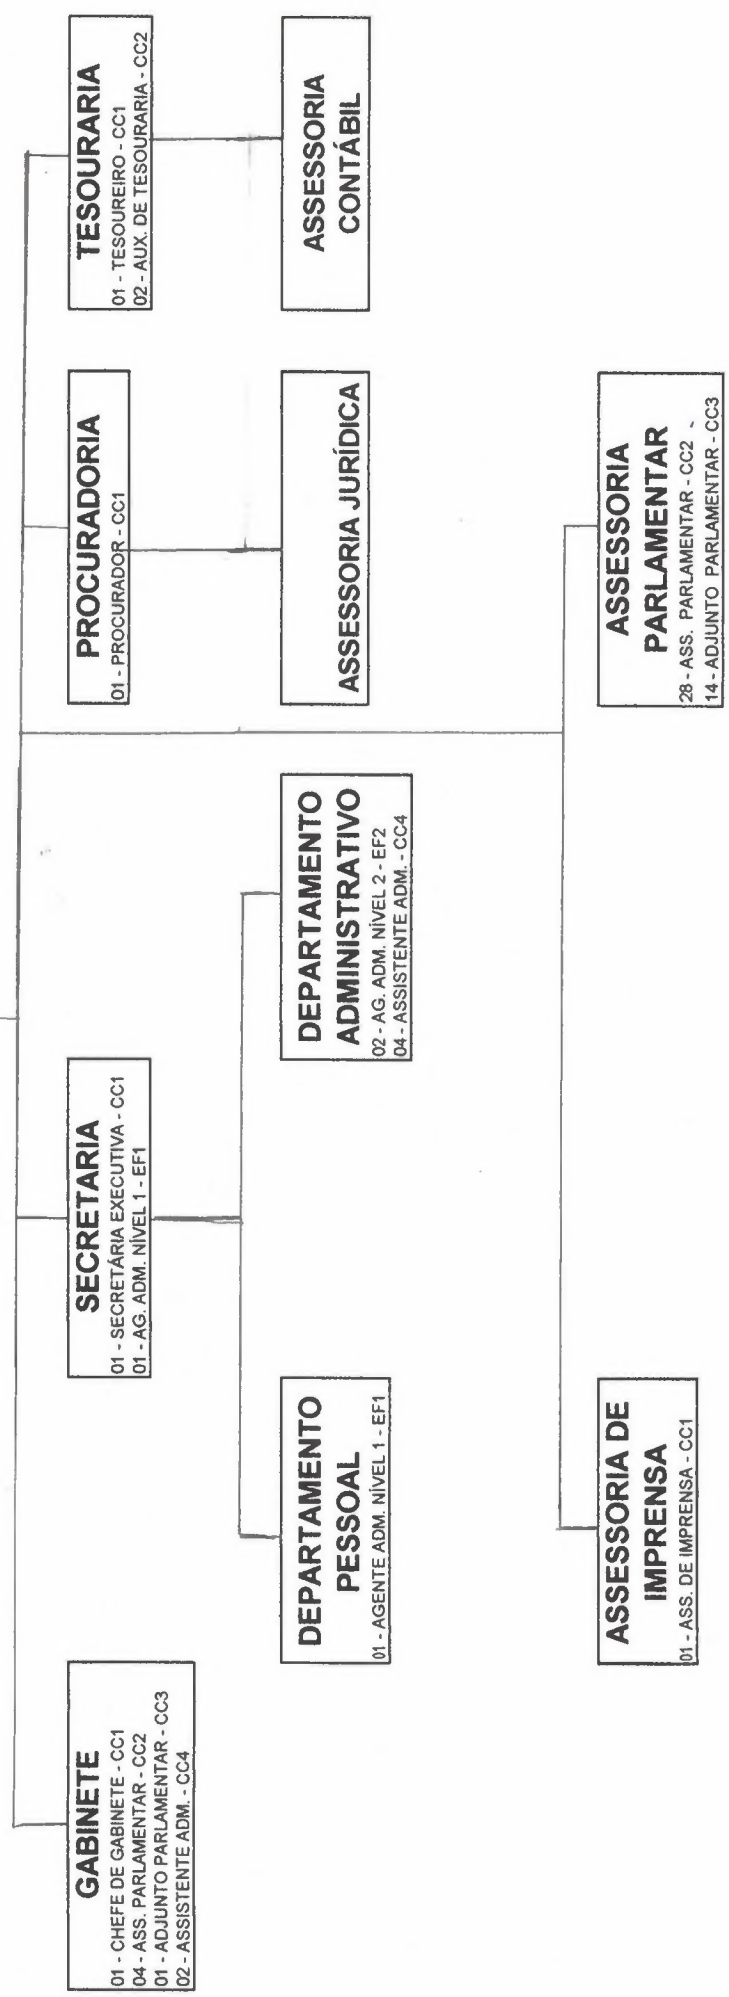 GABINETE
01 - CHEFE DE GABINETE - CC1
04 - ASS. PARLAMENTAR - CC2
01 - ADJUNTO PARLAMENTAR - CC3
02 - ASSISTENTE ADM. - CC4
SECRETARIA
01 - SECRETÁRIA EXECUTIVA - CC1
01 - AG. ADM. NÍVEL 1 - EF1
PROCURADORIA
01 - PROCURADOR - CC1
TESOURARIA
01 - TESOUREIRO - CC1
02 - AUX. DE TESOURARIA - CC2
DEPARTAMENTO
PESSOAL
01 - AGENTE ADM. NÍVEL 1 - EF1
DEPARTAMENTO
ADMINISTRATIVO
02 - AG. ADM. NÍVEL 2 - EF2
04 - ASSISTENTE ADM. - CC4
ASSESSORIA JURÍDICA
ASSESSORIA
CONTÁBIL
ASSESSORIA DE
IMPRENSA
01 - ASS. DE IMPRENSA - CC1
ASSESSORIA
PARLAMENTAR
28 - ASS. PARLAMENTAR - CC2
14 - ADJUNTO PARLAMENTAR - CC3